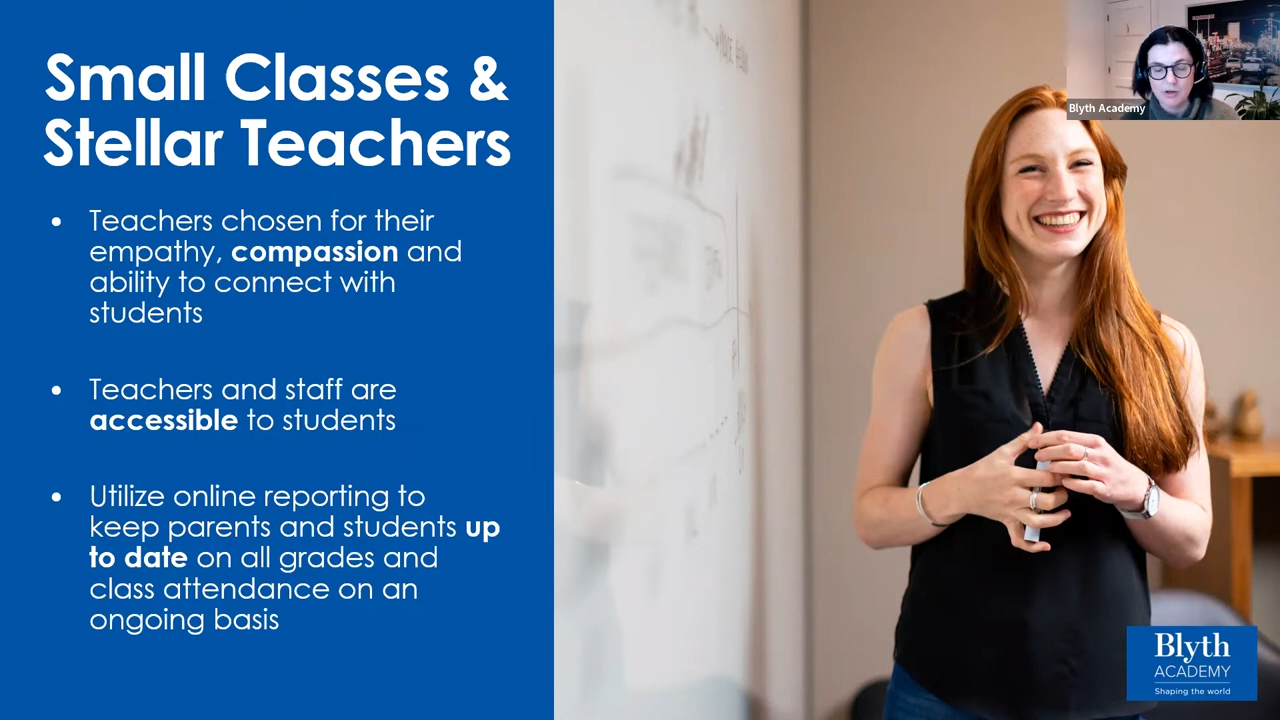 Small Classes &
Stellar Teachers
• Teachers chosen for their
empathy, compassion and
ability to connect with
students
• Teachers and staff are
accessible to students
• Utilize online reporting to
keep parents and students up
to date on all grades and
class attendance on an
ongoing basis
Blyth Academy
Blyth
ACADEMY
Shaping the world